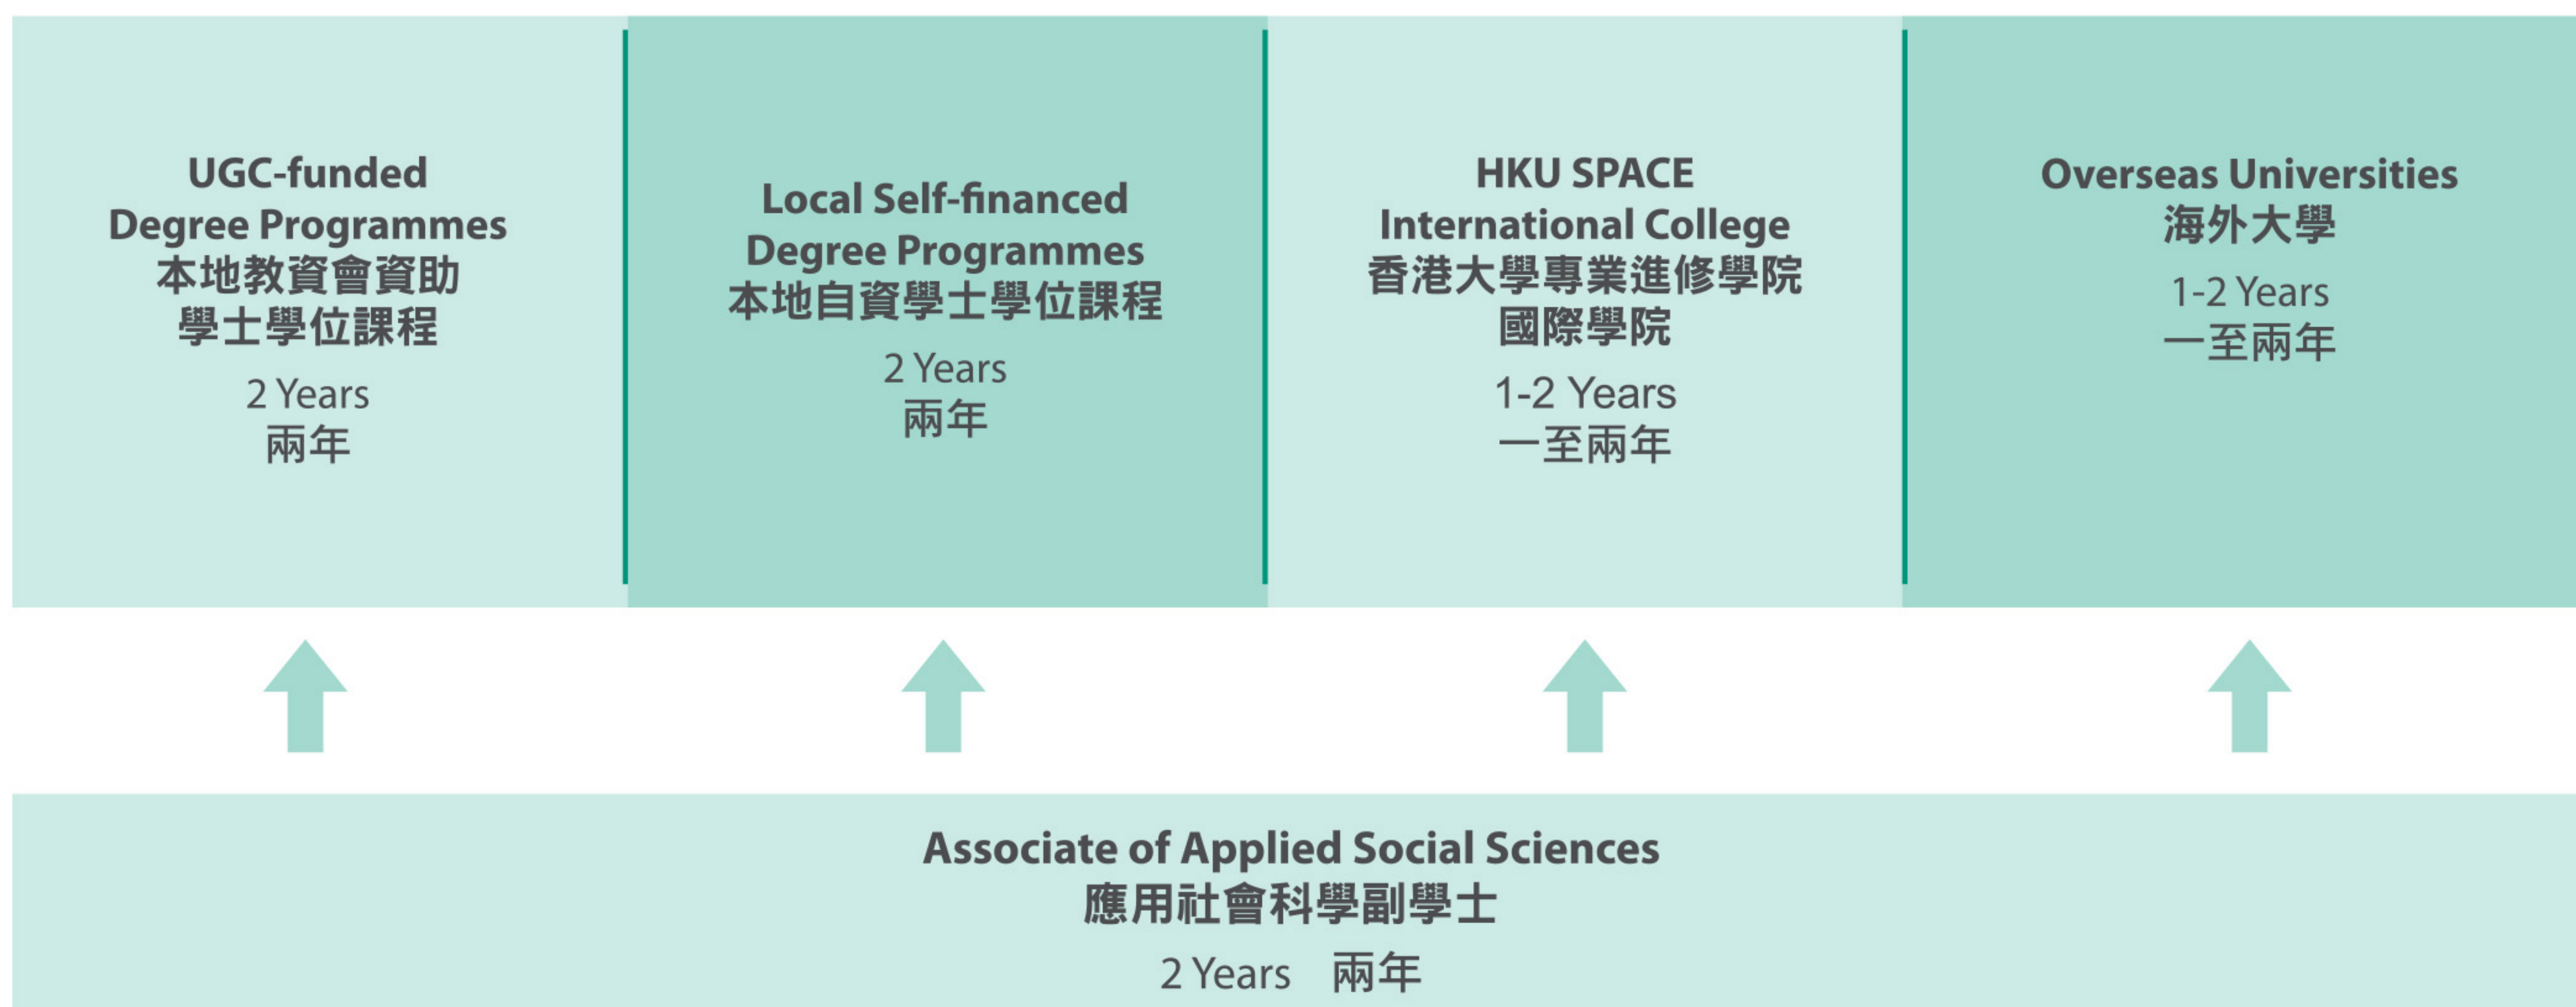 UGC-funded
Degree Programmes
本地教資會資助
學士學位課程
2 Years
兩年
Local Self-financed
Degree Programmes
本地自資學士學位課程
2 Years
兩年
HKU SPACE
International College
香港大學專業進修學院
國際學院
1-2 Years
一至兩年
Overseas Universities
海外大學
1-2 Years
一至兩年
Associate of Applied Social Sciences
應用社會科學副學士
2 Years 兩年